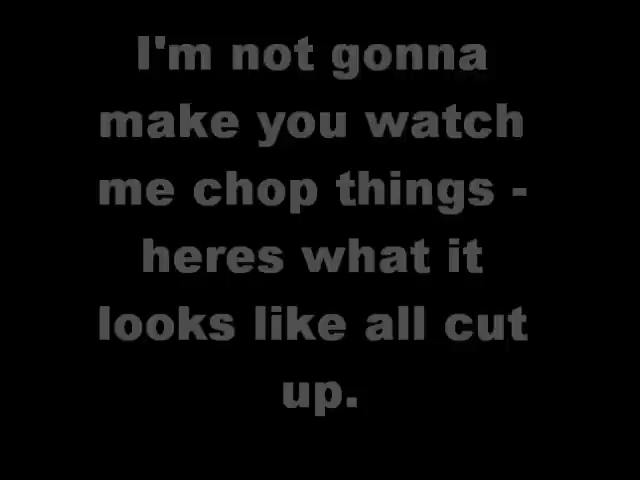 I'm not gonna
make you watch
me chop things -
heres what it
looks like all cut
up.